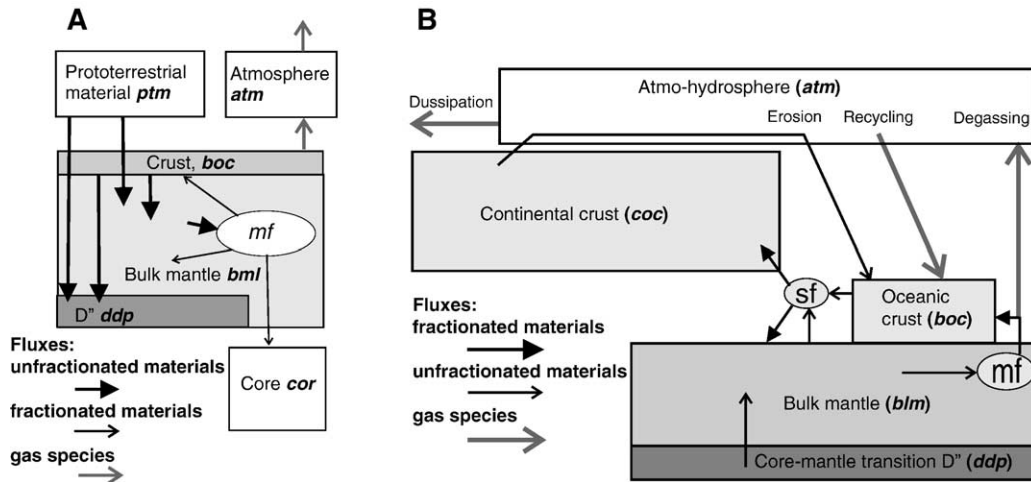 A
Prototerrestrial
material ptm
Atmosphere
atm
Crust, boc
mf
Bulk mantle bml
D" ddp
Fluxes:
unfractionated materials
fractionated materials
gas species
Core cor
B
Atmo-hydrosphere (atm)
Dussipation
Erosion
Recycling
Degassing
Continental crust (coc)
sf
Oceanic
crust (boc)
mf
Fluxes:
fractionated materials
unfractionated materials
gas species
Bulk mantle (blm)
Core-mantle transition D" (ddp)